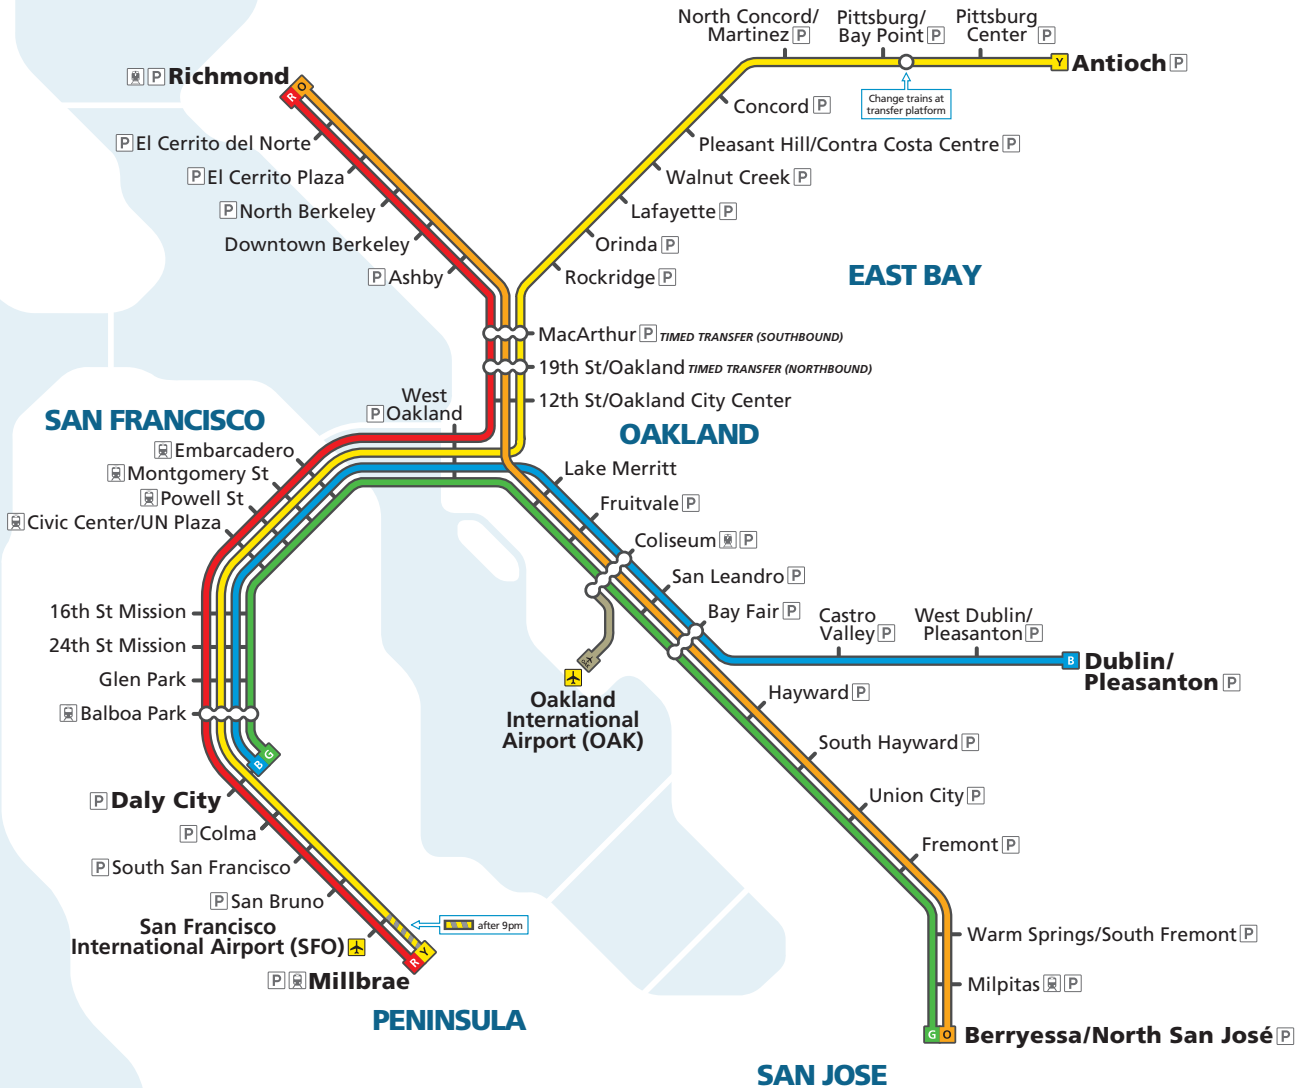 North Concord/
Martinez P
Pittsburg/
Bay Point P
Pittsburg
Center P
Y
Antioch P
Change trains at
transfer platform
P Richmond
O
R
Concord P
P El Cerrito del Norte
Pleasant Hill/Contra Costa Centre P
P El Cerrito Plaza
Walnut Creek P
P North Berkeley
Lafayette P
Downtown Berkeley
Orinda P
P Ashby
Rockridge P
EAST BAY
MacArthur P TIMED TRANSFER (SOUTHBOUND)
19th St/Oakland TIMED TRANSFER (NORTHBOUND)
West
P Oakland
12th St/Oakland City Center
SAN FRANCISCO
OAKLAND
Embarcadero
Montgomery St
Powell St
Civic Center/UN Plaza
Lake Merritt
Fruitvale P
Coliseum P
San Leandro P
Bay Fair P
Castro
Valley P
West Dublin/
Pleasanton P
B
Dublin/
Pleasanton P
16th St Mission
24th St Mission
Glen Park
Balboa Park
Oakland
International
Airport (OAK)
Hayward P
South Hayward P
Union City P
Fremont P
G
B
P Daly City
P Colma
P South San Francisco
P San Bruno
San Francisco
International Airport (SFO)
after 9pm
Y
R
P Millbrae
PENINSULA
Warm Springs/South Fremont P
Milpitas P
G
O
Berryessa/North San José P
SAN JOSE